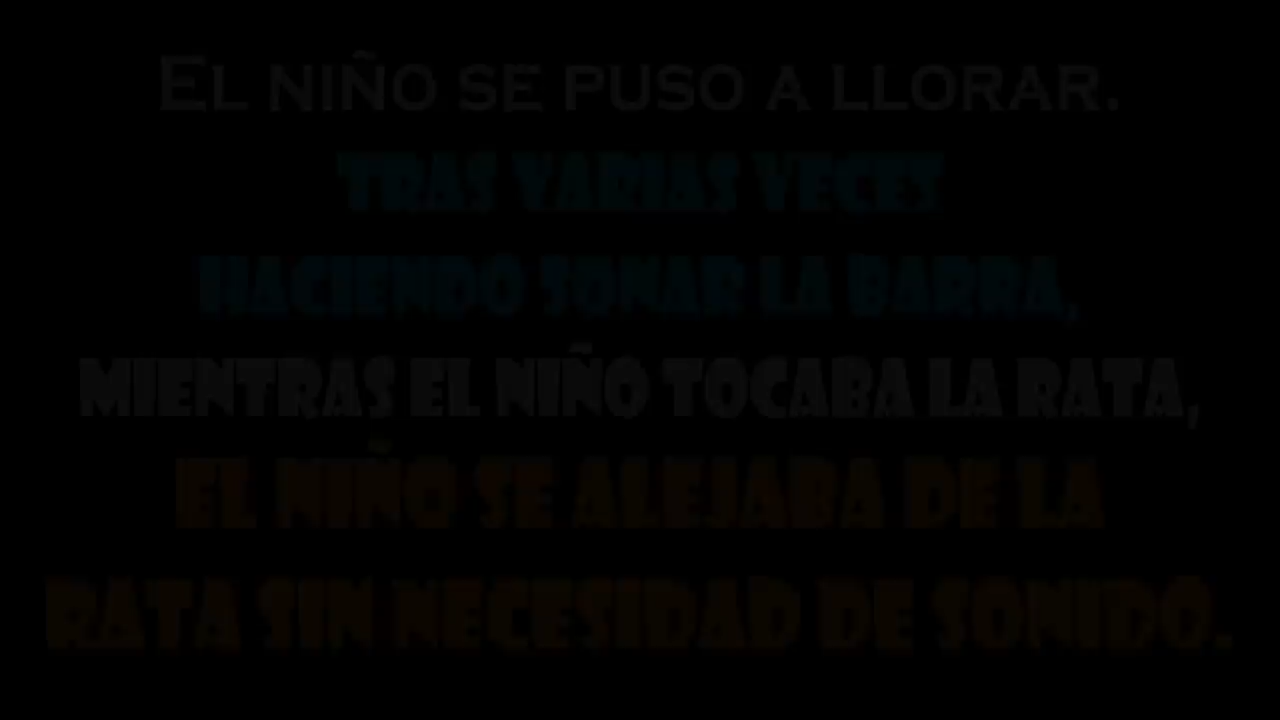 EL NIÑO SE PUSO A LLORAR.
TRAS VARIAS VECES
HACIENDO SONAR LA BARRA,
MIENTRAS EL NIÑO TOCABA LA RATA,
EL NIÑO SE ALEJABA DE LA
RATA SIN NECESIDAD DE SONIDO.